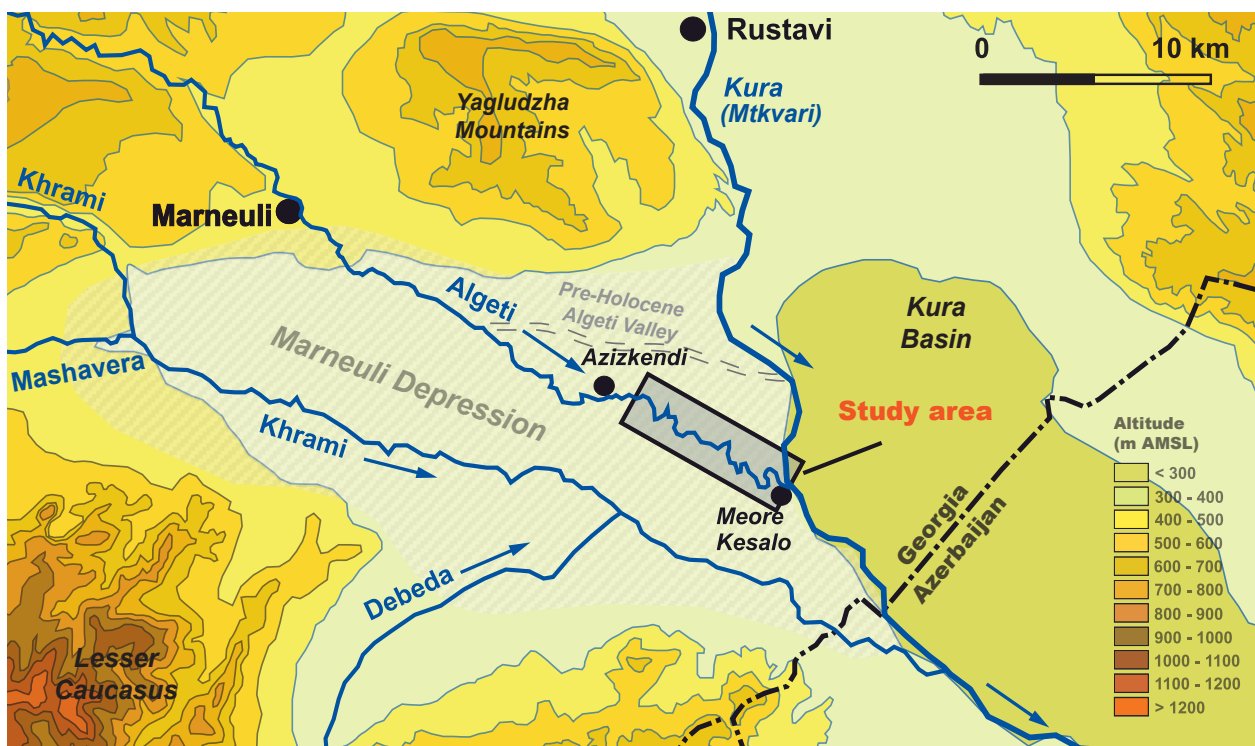 Rustavi
0 10 km
Kura
(Mtkvari)
Yagludzha
Mountains
Khrami
Marneuli
Algeti
Pre-Holocene
Algeti Valley
Kura
Basin
Mashavera
Marneuli Depression
Azizkendi
Khrami
Study area
Altitude
(m AMSL)
< 300
300 - 400
400 - 500
500 - 600
600 - 700
700 - 800
800 - 900
900 - 1000
1000 - 1100
1100 - 1200
> 1200
Meore
Kesalo
Georgia
Azerbaijan
Debeda
Lesser
Caucasus